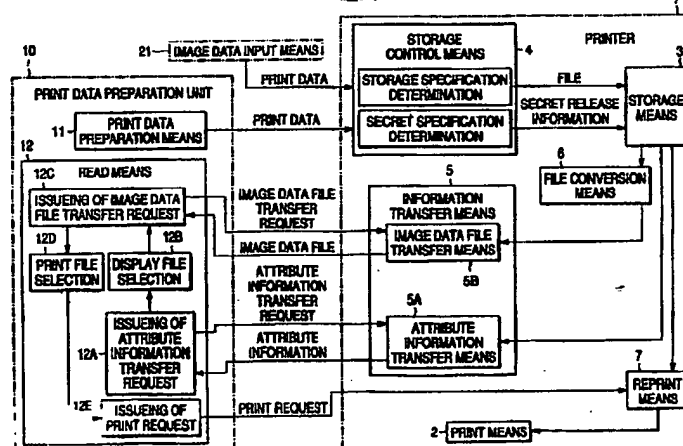 10
21
IMAGE DATA INPUT MEANS
STORAGE
CONTROL MEANS
4
PRINTER
3
PRINT DATA
STORAGE SPECIFICATION
DETERMINATION
FILE
PRINT DATA PREPARATION UNIT
SECRET RELEASE
INFORMATION
STORAGE
MEANS
11
PRINT DATA
PREPARATION MEANS
PRINT DATA
SECRET SPECIFICATION
DETERMINATION
12
READ MEANS
12C
ISSUEING OF IMAGE DATA
FILE TRANSFER REQUEST
IMAGE DATA FILE
TRANSFER
REQUEST
5
INFORMATION
TRANSFER MEANS
6
FILE CONVERSION
MEANS
12D
12B
IMAGE DATA FILE
IMAGE DATA FILE
TRANSFER MEANS
5B
PRINT FILE
SELECTION
DISPLAY FILE
SELECTION
ATTRIBUTE
INFORMATION
TRANSFER
REQUEST
5A
12A
ISSUEING OF
ATTRIBUTE
INFORMATION
TRANSFER
REQUEST
ATTRIBUTE
INFORMATION
ATTRIBUTE
INFORMATION
TRANSFER MEANS
7
12E
ISSUEING OF
PRINT REQUEST
PRINT REQUEST
REPRINT
MEANS
2
PRINT MEANS